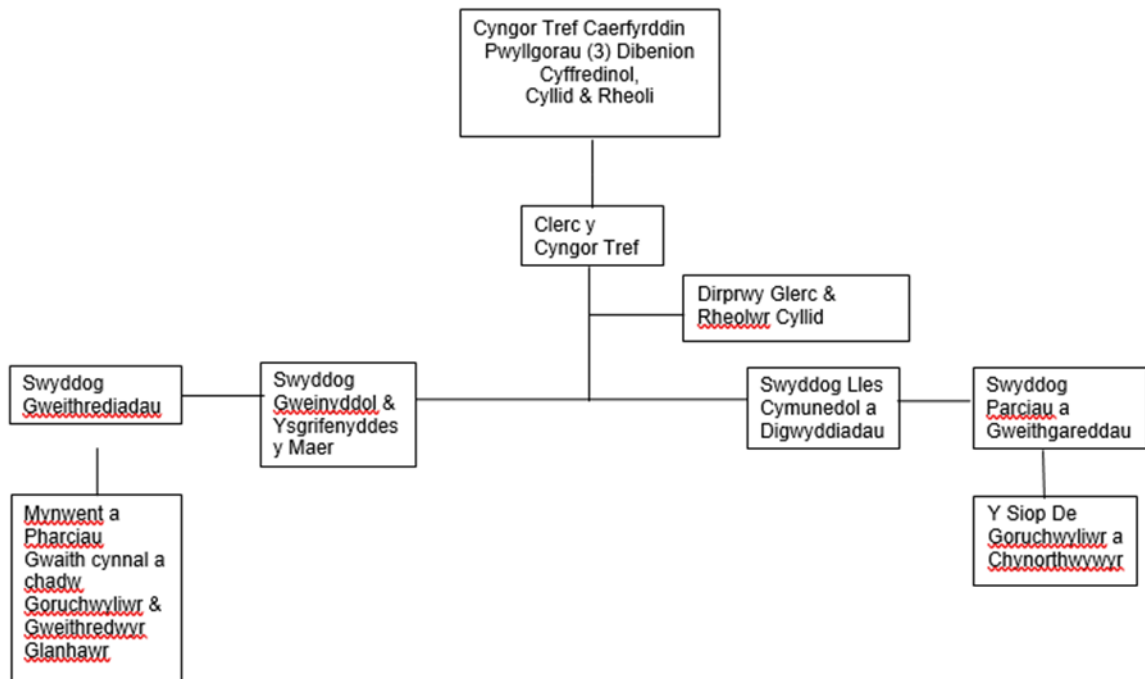 Cyngor Tref Caerfyrddin
Pwyllgorau (3) Dibenion
Cyffredinol,
Cyllid & Rheoli
Clerc y
Cyngor Tref
Dirprwy Glerc &
Rheolwr Cyllid
Swyddog
Gweithrediadau
Swyddog
Gweinyddol &
Ysgrifenyddes
y Maer
Swyddog Lles
Cymunedol a
Digwyddiadau
Swyddog
Parciau a
Gweithgareddau
Mynwent a
Pharciau
Gwaith cynnal a
chadw
Goruchwyliwr &
Gweithredwyr
Glanhawr
Y Siop De
Goruchwyliwr a
Chynorthwywyr